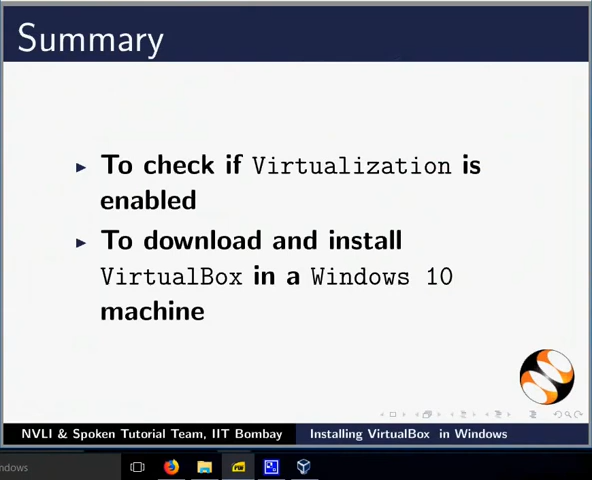 Summary
To check if Virtualization is
enabled
To download and install
VirtualBox in a Windows 10
machine
NVLI & Spoken Tutorial Team, IIT Bombay
Installing VirtualBox in Windows
ndows